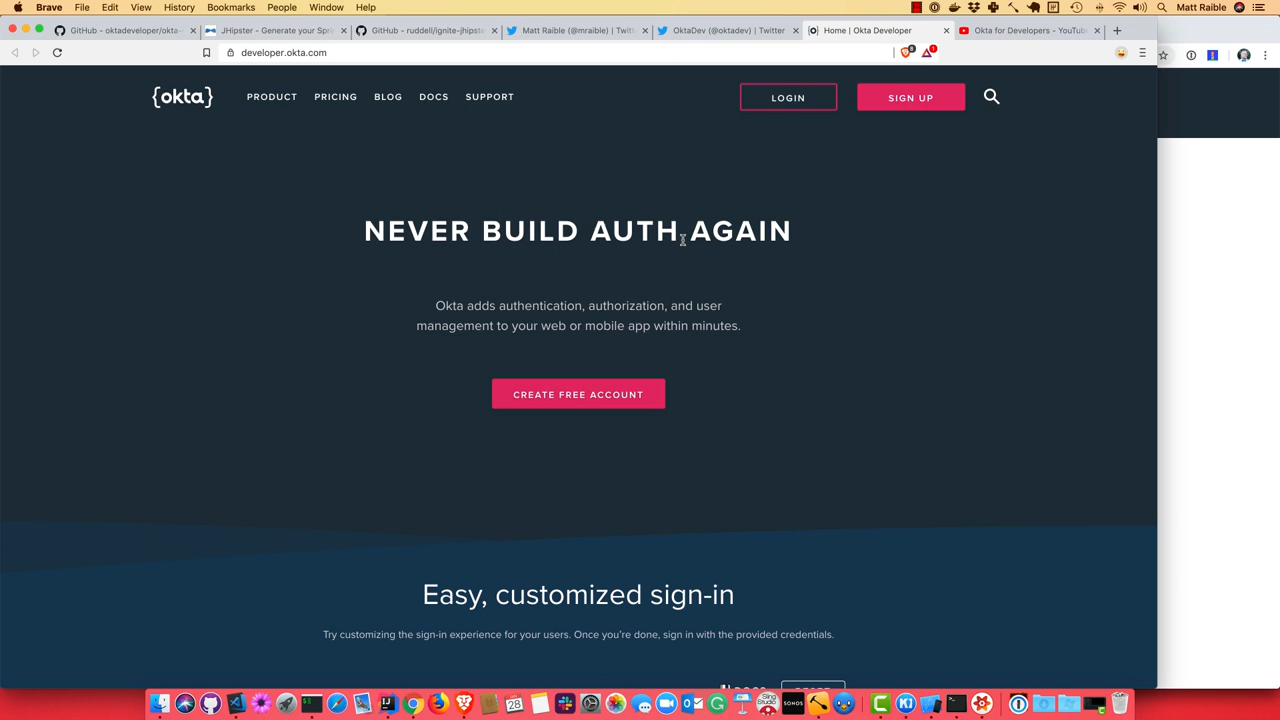 Brave File Edit View History Bookmarks People Window Help Matt Raible
GitHub - oktadeveloper/okta- JHipster - Generate your Spri GitHub - ruddell/ignite-jhipst Matt Raible (@mraible) | Twitt OktaDev (@oktadev) | Twitter Home | Okta Developer Okta for Developers - YouTub
developer.okta.com
{okta} PRODUCT PRICING BLOG DOCS SUPPORT LOGIN SIGN UP
NEVER BUILD AUTH AGAIN
Okta adds authentication, authorization, and user
management to your web or mobile app within minutes.
CREATE FREE ACCOUNT
Easy, customized sign-in
Try customizing the sign-in experience for your users. Once you're done, sign in with the provided credentials.
28
SONOS